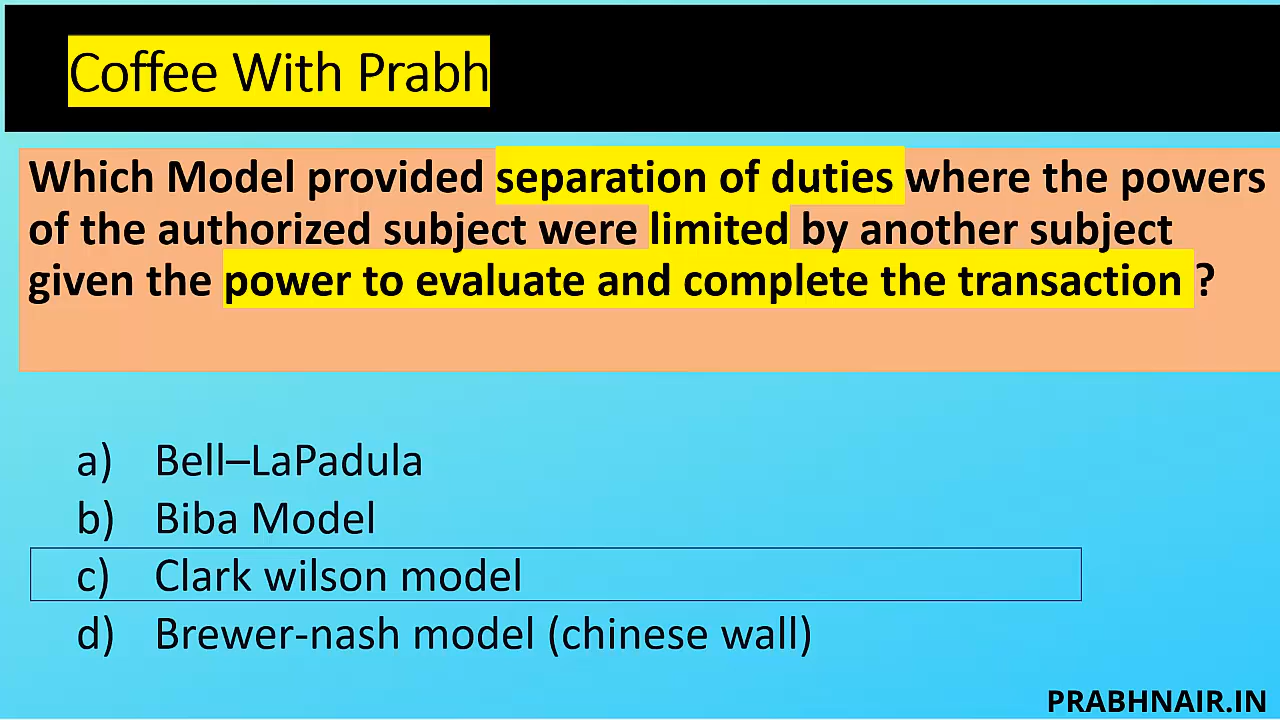 Coffee With Prabh
Which Model provided separation of duties where the powers
of the authorized subject were limited by another subject
given the power to evaluate and complete the transaction ?
a) Bell–LaPadula
b) Biba Model
c) Clark wilson model
d) Brewer-nash model (chinese wall)
PRABHNAIR.IN